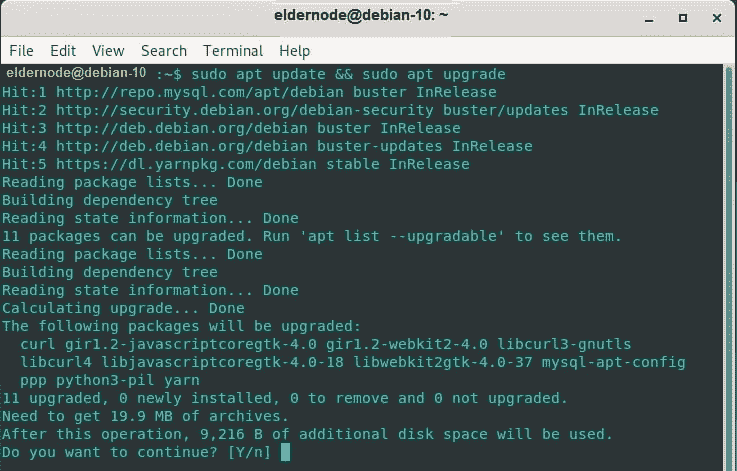 eldernode@debian-10: ~
File Edit View Search Terminal Help
eldernode@debian-10 :~$ sudo apt update && sudo apt upgrade
Hit:1 http://repo.mysql.com/apt/debian buster InRelease
Hit:2 http://security.debian.org/debian-security buster/updates InRelease
Hit:3 http://deb.debian.org/debian buster InRelease
Hit:4 http://deb.debian.org/debian buster-updates InRelease
Hit:5 https://dl.yarnpkg.com/debian stable InRelease
Reading package lists... Done
Building dependency tree
Reading state information... Done
11 packages can be upgraded. Run 'apt list --upgradable' to see them.
Reading package lists... Done
Building dependency tree
Reading state information... Done
Calculating upgrade... Done
The following packages will be upgraded:
  curl gir1.2-javascriptcoregtk-4.0 gir1.2-webkit2-4.0 libcurl3-gnutls
  libcurl4 libjavascriptcoregtk-4.0-18 libwebkit2gtk-4.0-37 mysql-apt-config
  ppp python3-pil yarn
11 upgraded, 0 newly installed, 0 to remove and 0 not upgraded.
Need to get 19.9 MB of archives.
After this operation, 9,216 B of additional disk space will be used.
Do you want to continue? [Y/n]